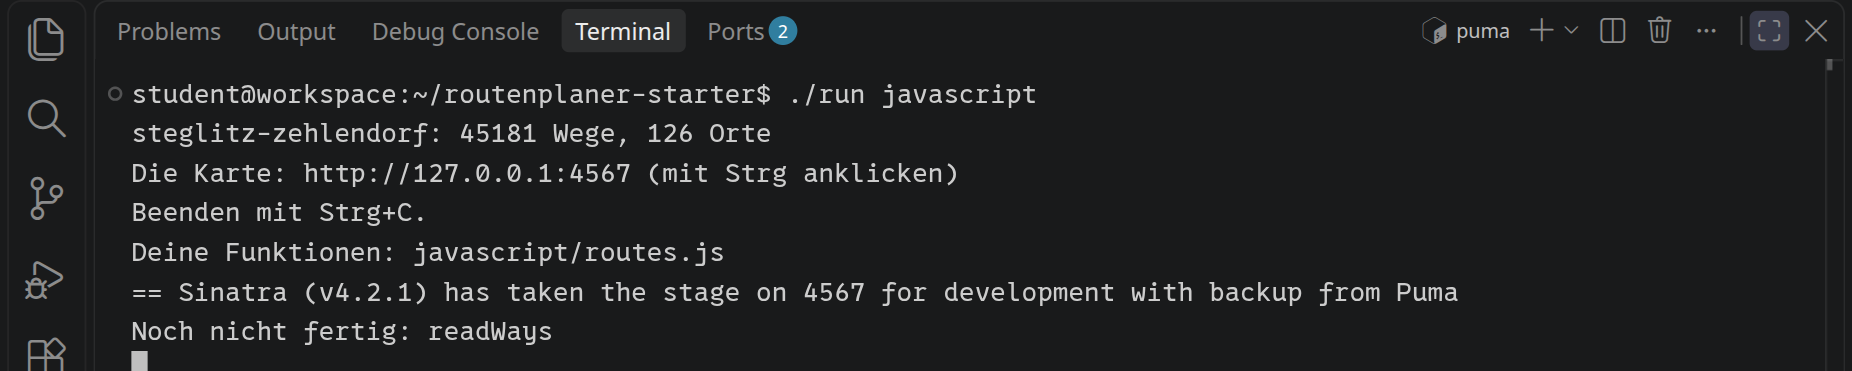 Problems Output Debug Console Terminal Ports 2 puma
student@workspace:~/routenplaner-starter$ ./run javascript
steglitz-zehlendorf: 45181 Wege, 126 Orte
Die Karte: http://127.0.0.1:4567 (mit Strg anklicken)
Beenden mit Strg+C.
Deine Funktionen: javascript/routes.js
== Sinatra (v4.2.1) has taken the stage on 4567 for development with backup from Puma
Noch nicht fertig: readWays